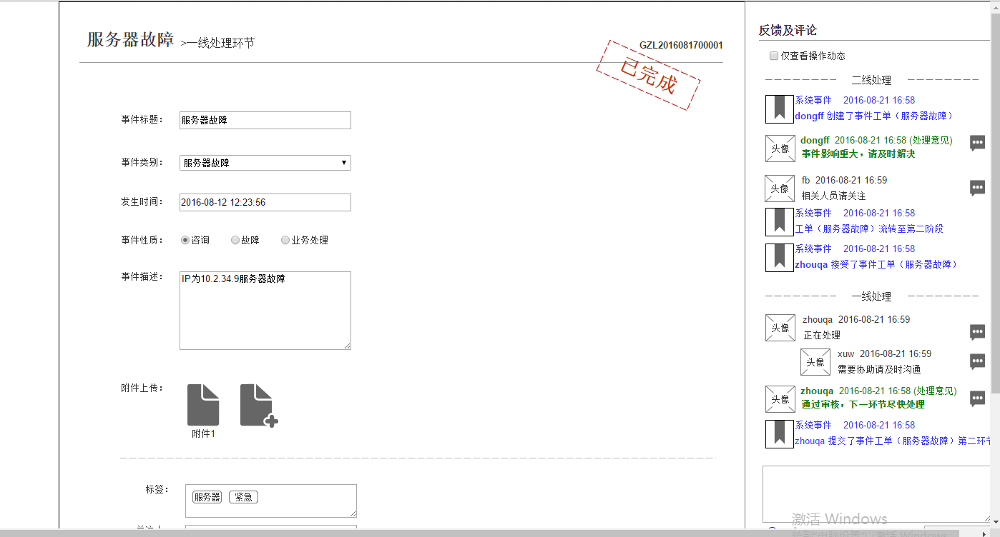 服务器故障 >一线处理环节
GZL2016081700001
已完成
事件标题： 服务器故障
事件类别： 服务器故障
发生时间： 2016-08-12 12:23:56
事件性质： 咨询 故障 业务处理
事件描述： IP为10.2.34.9服务器故障
附件上传：
附件1
标签： 服务器 紧急
反馈及评论
仅查看操作动态
二线处理
系统事件 2016-08-21 16:58
dongff 创建了事件工单（服务器故障）
头像
dongff 2016-08-21 16:58 (处理意见)
事件影响重大，请及时解决
头像
fb 2016-08-21 16:59
相关人员请关注
系统事件 2016-08-21 16:58
工单（服务器故障）流转至第二阶段
系统事件 2016-08-21 16:58
zhouqa 接受了事件工单（服务器故障）
一线处理
头像
zhouqa 2016-08-21 16:59
正在处理
头像
xuw 2016-08-21 16:59
需要协助请及时沟通
头像
zhouqa 2016-08-21 16:58 (处理意见)
通过审核，下一环节尽快处理
系统事件 2016-08-21 16:58
zhouqa 提交了事件工单（服务器故障）第二环节
激活 Windows
转到"电脑设置"以激活 Windows